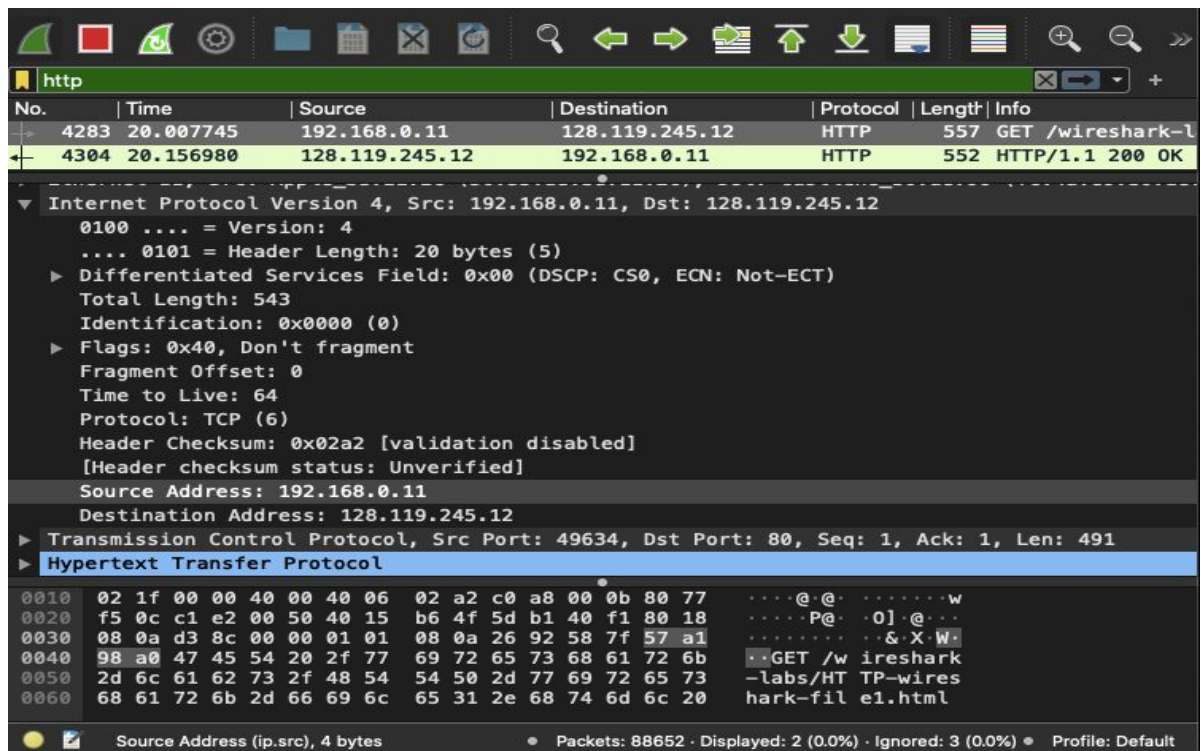 http
No. Time Source Destination Protocol Length Info
4283 20.007745 192.168.0.11 128.119.245.12 HTTP 557 GET /wireshark-l
4304 20.156980 128.119.245.12 192.168.0.11 HTTP 552 HTTP/1.1 200 OK
Internet Protocol Version 4, Src: 192.168.0.11, Dst: 128.119.245.12
0100 .... = Version: 4
.... 0101 = Header Length: 20 bytes (5)
Differentiated Services Field: 0x00 (DSCP: CS0, ECN: Not-ECT)
Total Length: 543
Identification: 0x0000 (0)
Flags: 0x40, Don't fragment
Fragment Offset: 0
Time to Live: 64
Protocol: TCP (6)
Header Checksum: 0x02a2 [validation disabled]
[Header checksum status: Unverified]
Source Address: 192.168.0.11
Destination Address: 128.119.245.12
Transmission Control Protocol, Src Port: 49634, Dst Port: 80, Seq: 1, Ack: 1, Len: 491
Hypertext Transfer Protocol
0010 02 1f 00 00 40 00 40 06 02 a2 c0 a8 00 0b 80 77 ····@·@· ·······w
0020 f5 0c c1 e2 00 50 40 15 b6 4f 5d b1 40 f1 80 18 ·····P@· ·O]·@···
0030 08 0a d3 8c 00 00 01 01 08 0a 26 92 58 7f 57 a1 ········ ··&·X·W·
0040 98 a0 47 45 54 20 2f 77 69 72 65 73 68 61 72 6b ··GET /w ireshark
0050 2d 6c 61 62 73 2f 48 54 54 50 2d 77 69 72 65 73 -labs/HT TP-wires
0060 68 61 72 6b 2d 66 69 6c 65 31 2e 68 74 6d 6c 20 hark-fil e1.html
Source Address (ip.src), 4 bytes Packets: 88652 · Displayed: 2 (0.0%) · Ignored: 3 (0.0%) Profile: Default